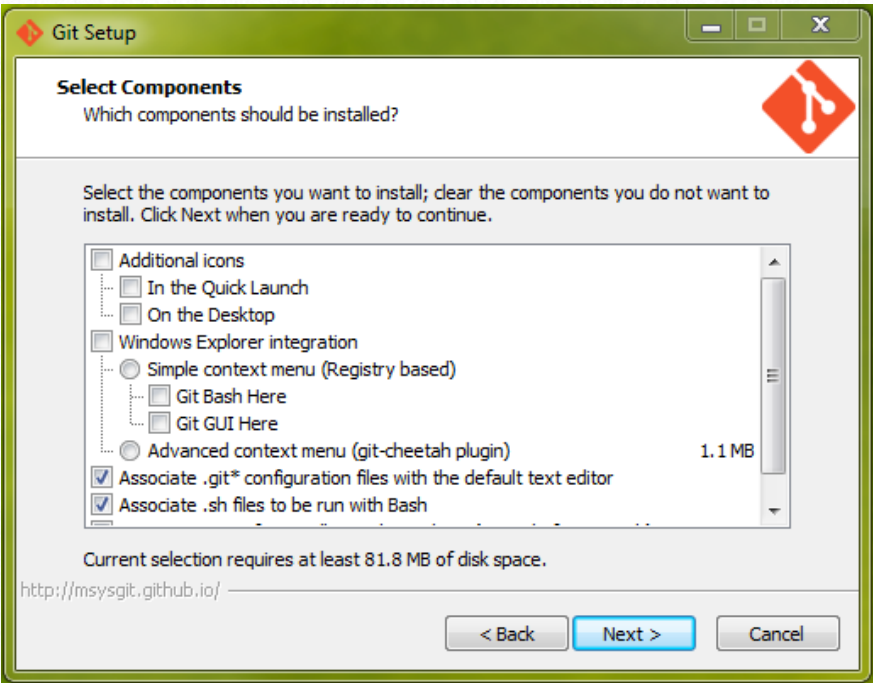 Git Setup
Select Components
Which components should be installed?
Select the components you want to install; clear the components you do not want to
install. Click Next when you are ready to continue.
Additional icons
In the Quick Launch
On the Desktop
Windows Explorer integration
Simple context menu (Registry based)
Git Bash Here
Git GUI Here
Advanced context menu (git-cheetah plugin) 1.1 MB
Associate .git* configuration files with the default text editor
Associate .sh files to be run with Bash
Current selection requires at least 81.8 MB of disk space.
http://msysgit.github.io/
< Back Next > Cancel